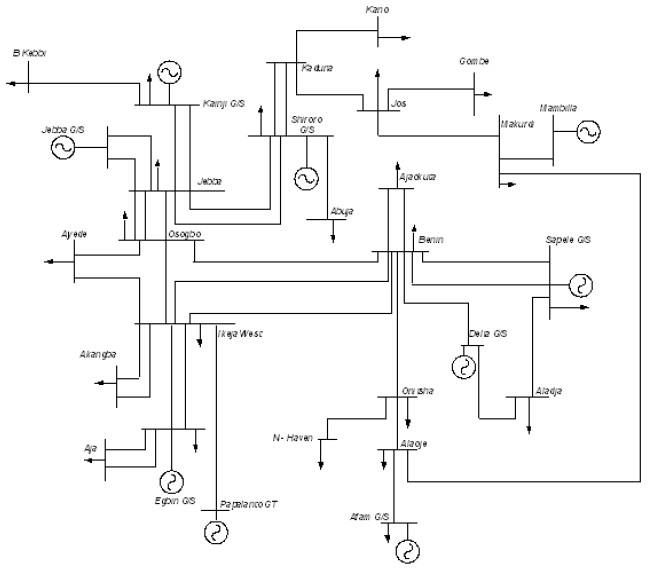 Kano
B Kebbi
Gombe
Kaduna
Jos
Kainji G/S
Mambilla
Makurdi
Shiroro
G/S
Jebba G/S
Ajaokuta
Jebba
Abuja
Ayede
Osogbo
Benin
Sapele G/S
Ikeja West
Delta G/S
Akangba
Onitsha
Aladja
N- Haven
Alaoje
Aja
Egbin G/S
Papalanto GT
Afam G/S